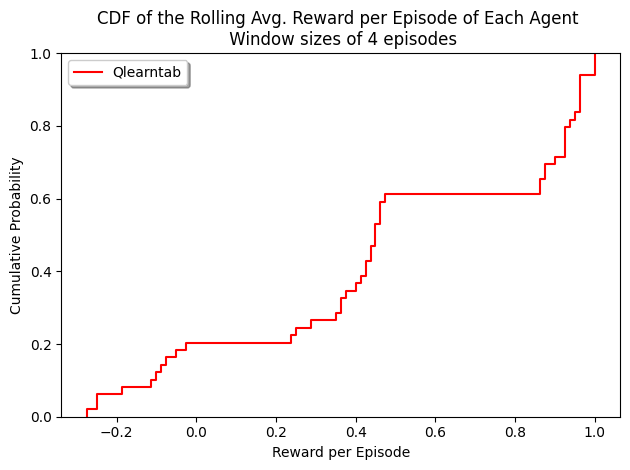 CDF of the Rolling Avg. Reward per Episode of Each Agent
Window sizes of 4 episodes
Qlearntab
1.0
0.8
0.6
0.4
0.2
0.0
Cumulative Probability
−0.2 0.0 0.2 0.4 0.6 0.8 1.0
Reward per Episode